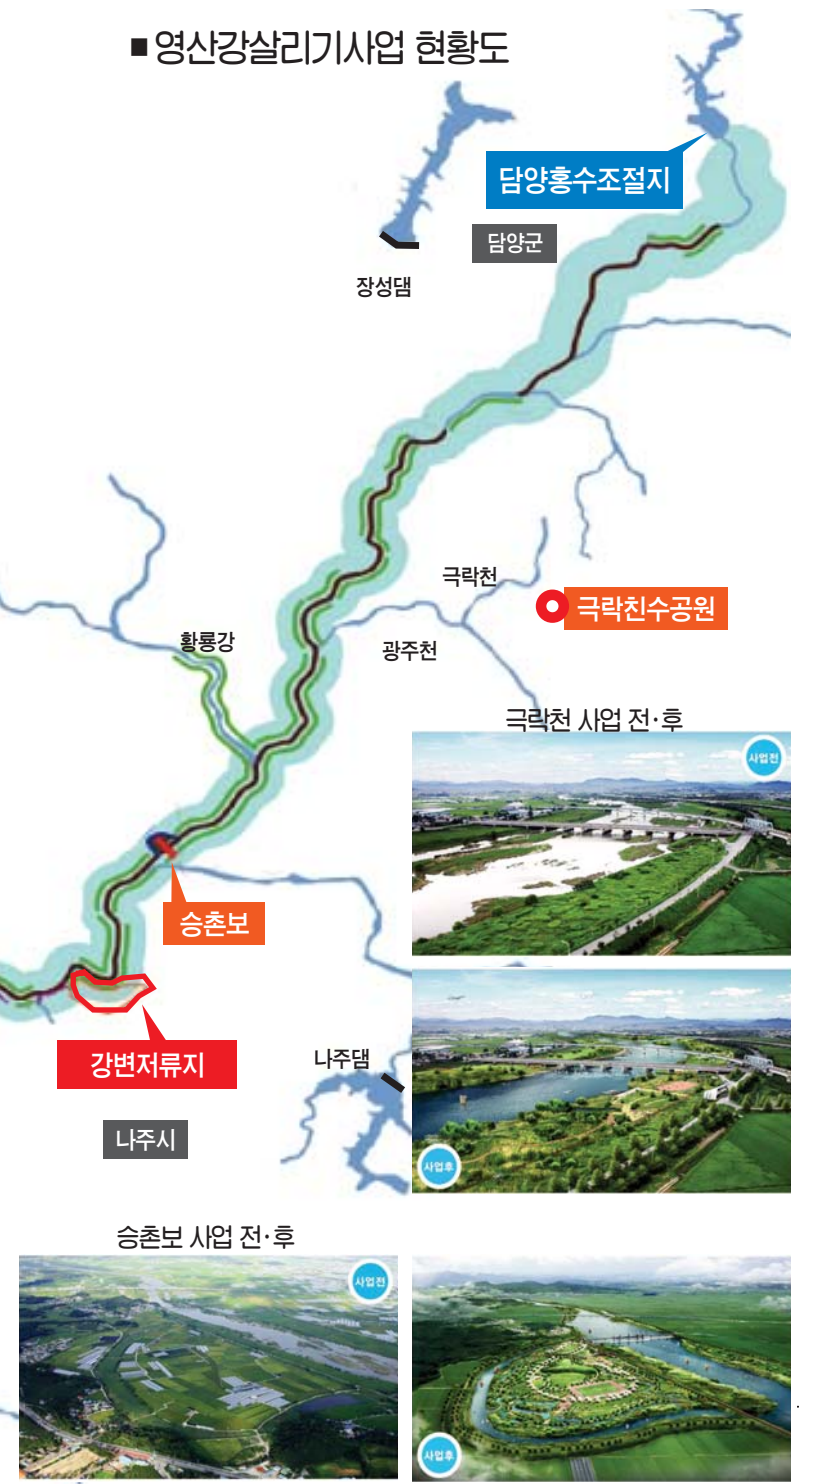 ■ 영산강살리기사업 현황도
담양홍수조절지
담양군
장성댐
극락천
극락친수공원
황룡강
광주천
극락천 사업 전·후
사업전
승촌보
강변저류지
나주댐
나주시
사업후
승촌보 사업 전·후
사업전
사업후